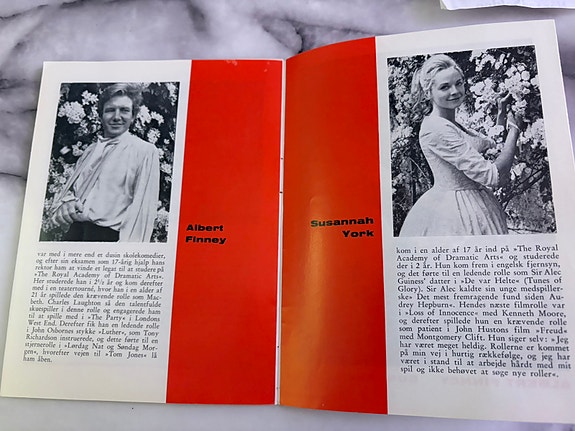 Albert
Finney
var med i mere end et dusin skolekomedier,
og efter sin eksamen som 17-årig hjalp hans
rektor ham at vinde et legat til at studere på
»The Royal Academy of Dramatic Arts«.
Her studerede han i 2½ år og kom derefter
med i en teatertrouvé, hvor han i en alder af
21 år spillede den krævende rolle som Mac-
beth. Charles Laughton så den talentfulde
skuespiller i denne rolle og engagerede ham
til at spille med i »The Party« i Londons
West End. Derefter fik han en ledende rolle
i John Osbornes stykke »Luther«, som Tony
Richardson instruerede, og dette førte til en
stjernerolle i »Lørdag Nat og Søndag Mor-
gen«, hvorefter vejen til »Tom Jones« lå
ham åben.
Susannah
York
kom i en alder af 17 år ind på »The Royal
Academy of Dramatic Arts« og studerede
der i 2 år. Hun kom frem i engelsk fjernsyn,
og det førte til en ledende rolle som Sir Alec
Guiness' datter i »De var Helte« (Tunes of
Glory). Sir Alec kaldte sin unge medspiller-
ske» Det mest fremragende fund siden Au-
drey Hepburn«. Hendes næste filmrolle var
i »Loss of Innocence« med Kenneth Moore,
og derefter spillede hun en krævende rolle
som patient i John Hustons film »Freud«
med Montgomery Clift. Hun siger selv: »Jeg
har været meget heldig. Rollerne er kommet
på min vej i hurtig rækkefølge, og jeg har
været i stand til at arbejde hårdt med mit
spil og ikke behøvet at søge nye roller«.